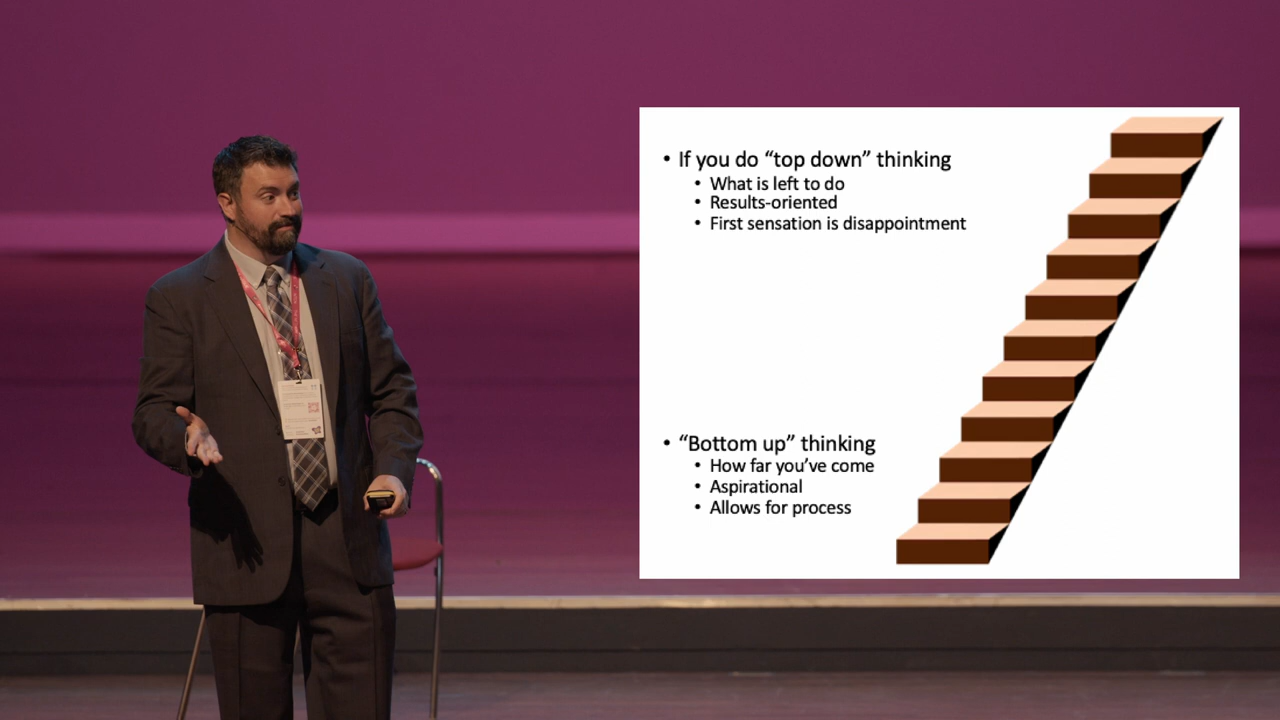 • If you do “top down” thinking
• What is left to do
• Results-oriented
• First sensation is disappointment
• “Bottom up” thinking
• How far you’ve come
• Aspirational
• Allows for process